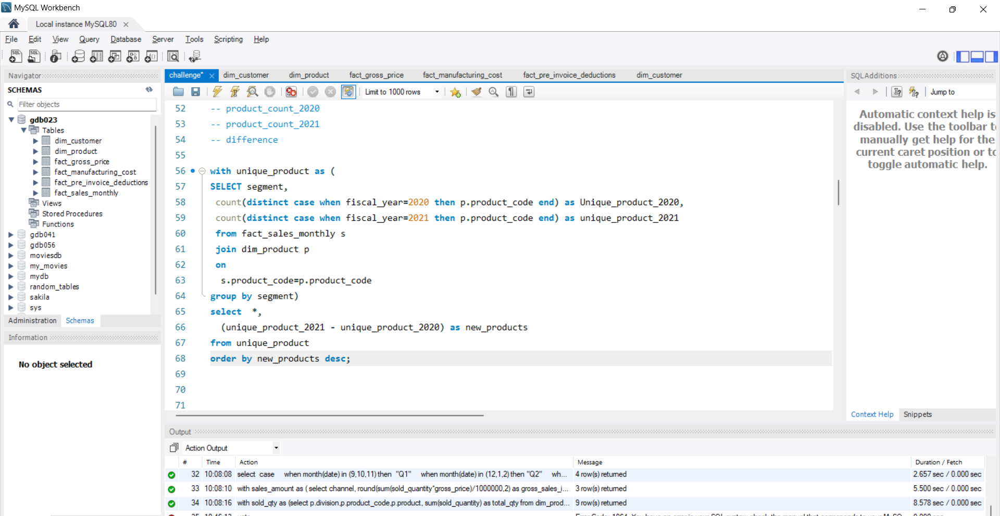 MySQL Workbench
Local instance MySQL80
File Edit View Query Database Server Tools Scripting Help
Navigator
SCHEMAS
Filter objects
gdb023
Tables
dim_customer
dim_product
fact_gross_price
fact_manufacturing_cost
fact_pre_invoice_deductions
fact_sales_monthly
Views
Stored Procedures
Functions
gdb041
gdb056
moviesdb
my_movies
mydb
random_tables
sakila
sys
Administration Schemas
Information
No object selected
challenge* dim_customer dim_product fact_gross_price fact_manufacturing_cost fact_pre_invoice_deductions dim_customer
Limit to 1000 rows
52 -- product_count_2020
53 -- product_count_2021
54 -- difference
55
56 with unique_product as (
57 SELECT segment,
58 count(distinct case when fiscal_year=2020 then p.product_code end) as Unique_product_2020,
59 count(distinct case when fiscal_year=2021 then p.product_code end) as unique_product_2021
60 from fact_sales_monthly s
61 join dim_product p
62 on
63 s.product_code=p.product_code
64 group by segment)
65 select *,
66 (unique_product_2021 - unique_product_2020) as new_products
67 from unique_product
68 order by new_products desc;
69
70
71
SQLAdditions
Jump to
Automatic context help is
disabled. Use the toolbar to
manually get help for the
current caret position or to
toggle automatic help.
Context Help Snippets
Output
Action Output
# Time Action Message Duration / Fetch
32 10:08:08 select case when month(date) in (9,10,11) then "Q1" when month(date) in (12,1,2) then "Q2" wh... 4 row(s) returned 2.657 sec / 0.000 sec
33 10:08:10 with sales_amount as ( select channel, round(sum(sold_quantity*gross_price)/1000000,2) as gross_sales_i... 3 row(s) returned 5.500 sec / 0.000 sec
34 10:08:16 with sold_qty as (select p.division,p.product_code,p.product, sum(sold_quantity) as total_qty from dim_prod... 9 row(s) returned 8.578 sec / 0.000 sec